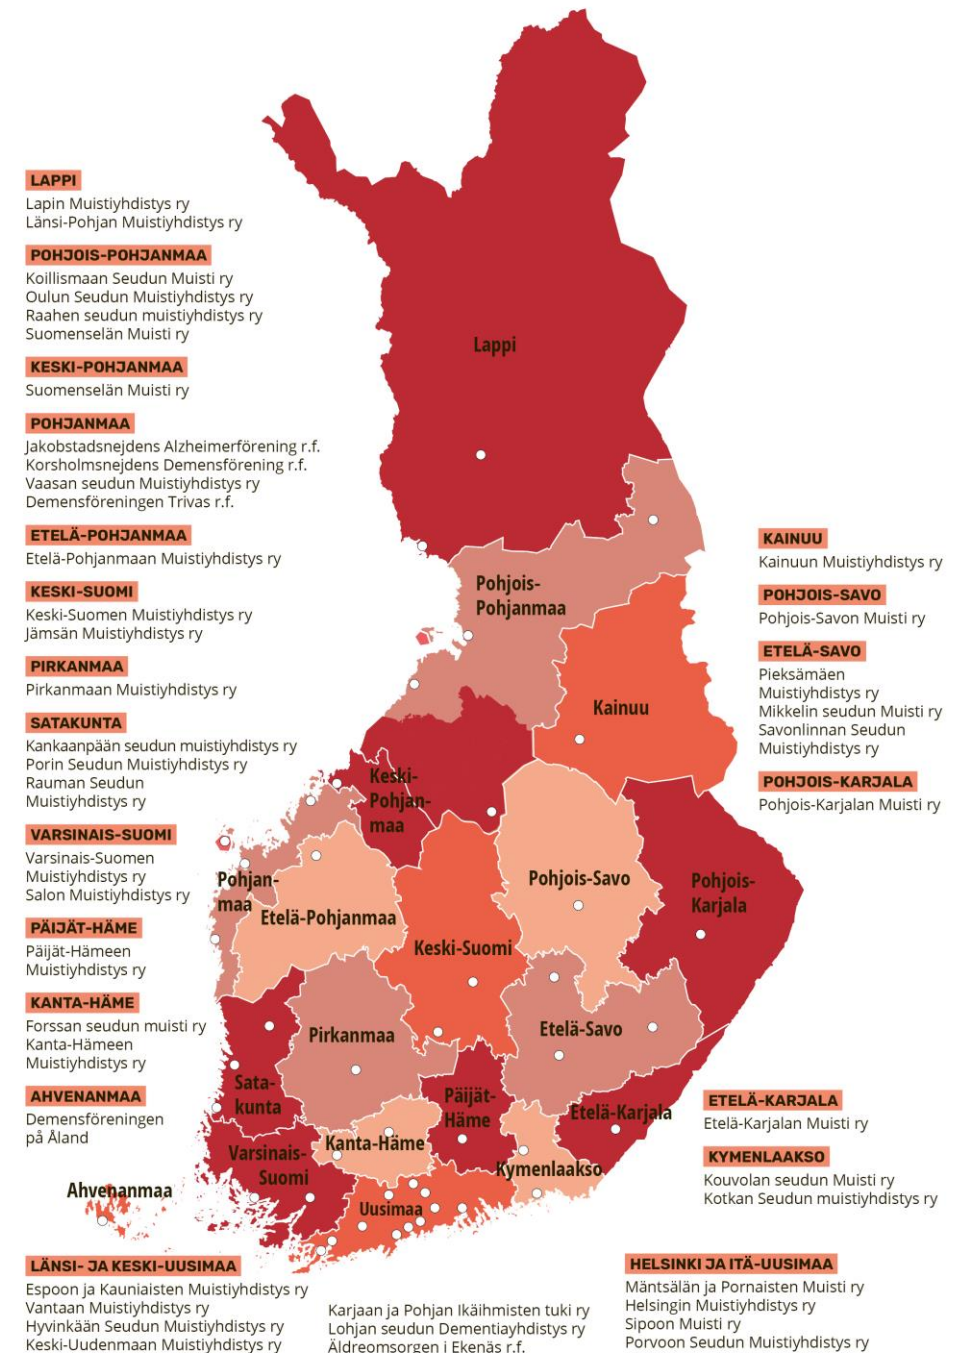 LAPPI
Lapin Muistiyhdistys ry
Länsi-Pohjan Muistiyhdistys ry
POHJOIS-POHJANMAA
Koillismaan Seudun Muisti ry
Oulun Seudun Muistiyhdistys ry
Raahen seudun muistiyhdistys ry
Suomenselän Muisti ry
KESKI-POHJANMAA
Suomenselän Muisti ry
POHJANMAA
Jakobstadsnejdens Alzheimerförening r.f.
Korsholmsnejdens Demensförening r.f.
Vaasan seudun Muistiyhdistys ry
Demensföreningen Trivas r.f.
ETELÄ-POHJANMAA
Etelä-Pohjanmaan Muistiyhdistys ry
KESKI-SUOMI
Keski-Suomen Muistiyhdistys ry
Jämsän Muistiyhdistys ry
PIRKANMAA
Pirkanmaan Muistiyhdistys ry
SATAKUNTA
Kankaanpään seudun muistiyhdistys ry
Porin Seudun Muistiyhdistys ry
Rauman Seudun
Muistiyhdistys ry
VARSINAIS-SUOMI
Varsinais-Suomen
Muistiyhdistys ry
Salon Muistiyhdistys ry
PÄIJÄT-HÄME
Päijät-Hämeen
Muistiyhdistys ry
KANTA-HÄME
Forssan seudun muisti ry
Kanta-Hämeen
Muistiyhdistys ry
AHVENANMAA
Demensföreningen
på Åland
Lappi
Pohjois-
Pohjanmaa
Kainuu
Keski-
Pohjan-
maa
Pohjan-
maa
Etelä-Pohjanmaa
Keski-Suomi
Pohjois-Savo
Pohjois-
Karjala
Pirkanmaa
Etelä-Savo
Sata-
kunta
Päijät-
Häme
Etelä-Karjala
Kanta-Häme
Varsinais-
Suomi
Kymenlaakso
Uusimaa
Ahvenanmaa
KAINUU
Kainuun Muistiyhdistys ry
POHJOIS-SAVO
Pohjois-Savon Muisti ry
ETELÄ-SAVO
Pieksämäen
Muistiyhdistys ry
Mikkelin seudun Muisti ry
Savonlinnan Seudun
Muistiyhdistys ry
POHJOIS-KARJALA
Pohjois-Karjalan Muisti ry
ETELÄ-KARJALA
Etelä-Karjalan Muisti ry
KYMENLAAKSO
Kouvolan seudun Muisti ry
Kotkan Seudun muistiyhdistys ry
LÄNSI- JA KESKI-UUSIMAA
Espoon ja Kauniaisten Muistiyhdistys ry
Vantaan Muistiyhdistys ry
Hyvinkään Seudun Muistiyhdistys ry
Keski-Uudenmaan Muistiyhdistys ry
Karjaan ja Pohjan Ikäihmisten tuki ry
Lohjan seudun Dementiayhdistys ry
Äldreomsorgen i Ekenäs r.f.
HELSINKI JA ITÄ-UUSIMAA
Mäntsälän ja Pornaisten Muisti ry
Helsingin Muistiyhdistys ry
Sipoon Muisti ry
Porvoon Seudun Muistiyhdistys ry